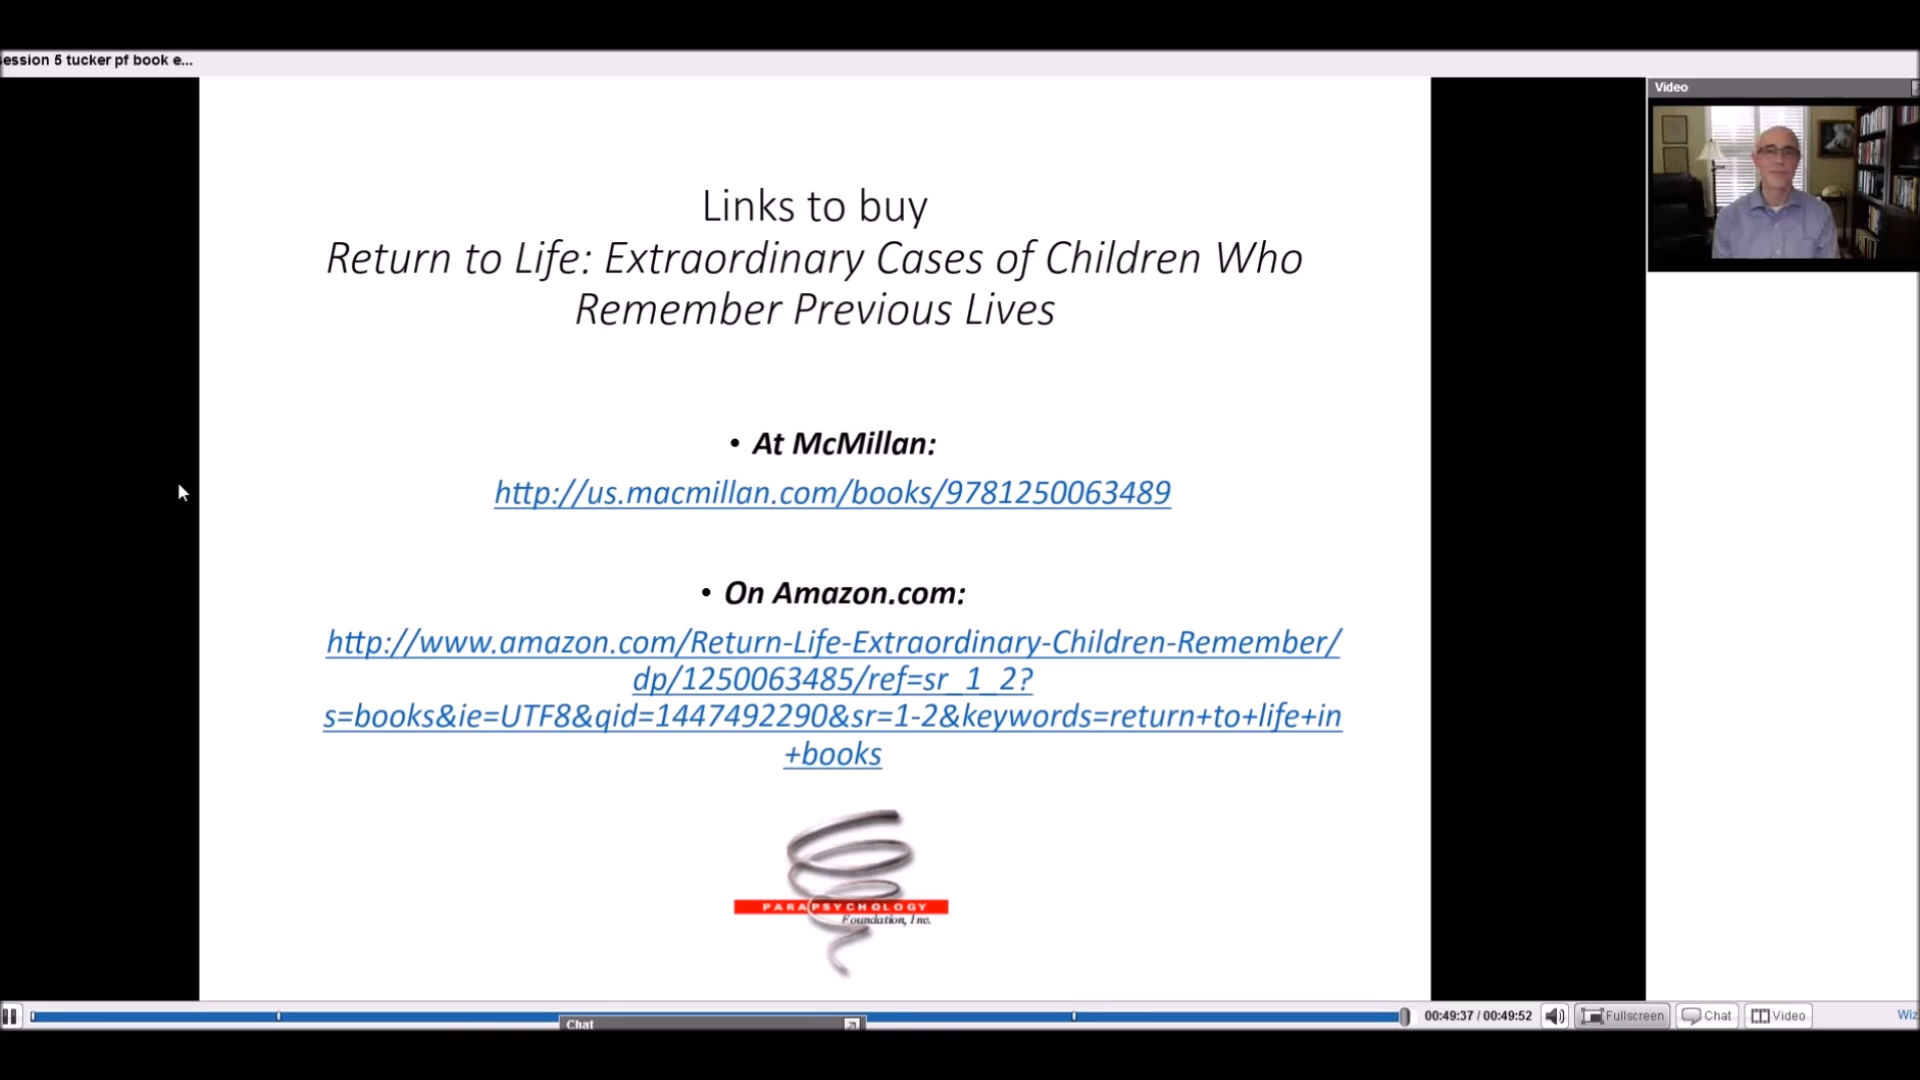 ession 5 tucker pf book e...
Video
Links to buy
Return to Life: Extraordinary Cases of Children Who
Remember Previous Lives
• At McMillan:
http://us.macmillan.com/books/9781250063489
• On Amazon.com:
http://www.amazon.com/Return-Life-Extraordinary-Children-Remember/
dp/1250063485/ref=sr_1_2?
s=books&ie=UTF8&qid=1447492290&sr=1-2&keywords=return+to+life+in
+books
PARAPSYCHOLOGY
Foundation, Inc.
Chat
00:49:37 / 00:49:52
Fullscreen
Chat
Video
Wiz